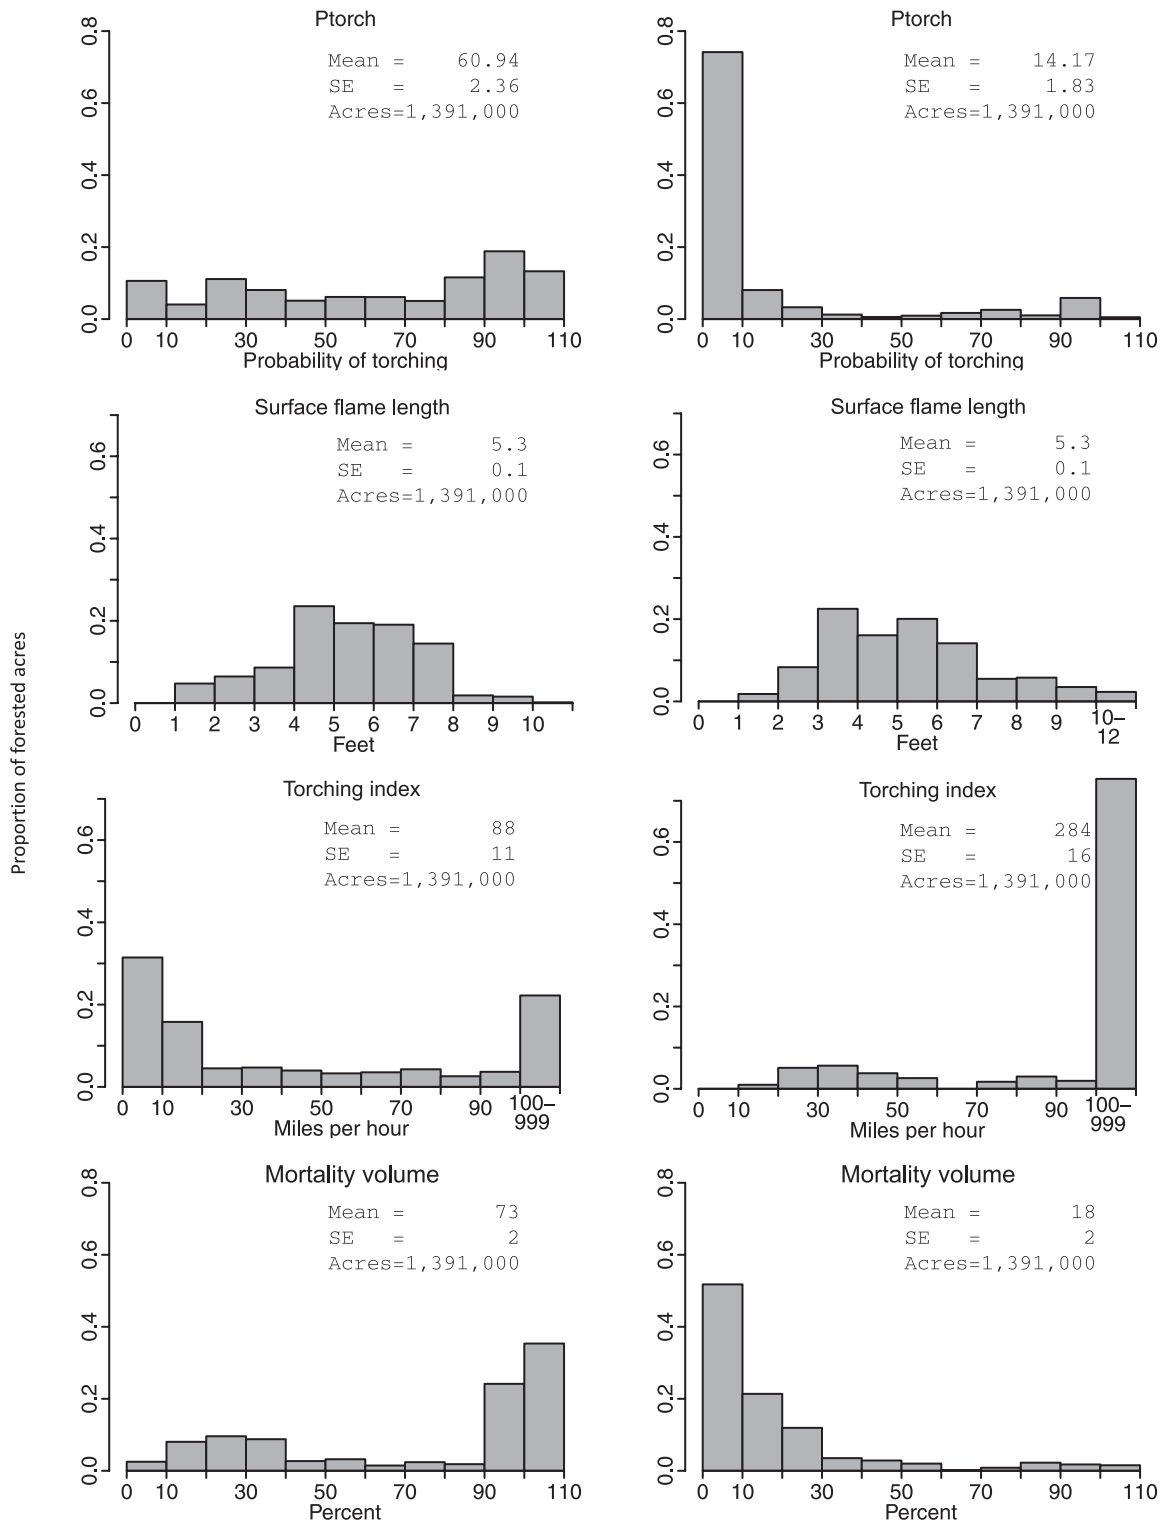 Proportion of forested acres
Ptorch
Mean = 60.94
SE = 2.36
Acres=1,391,000
0.0 0.2 0.4 0.6 0.8
0 10 30 50 70 90 110
Probability of torching
Ptorch
Mean = 14.17
SE = 1.83
Acres=1,391,000
0.0 0.2 0.4 0.6 0.8
0 10 30 50 70 90 110
Probability of torching
Surface flame length
Mean = 5.3
SE = 0.1
Acres=1,391,000
0.0 0.2 0.4 0.6
0 1 2 3 4 5 6 7 8 9 10
Feet
Surface flame length
Mean = 5.3
SE = 0.1
Acres=1,391,000
0.0 0.2 0.4 0.6
0 1 2 3 4 5 6 7 8 9 10–
12
Feet
Torching index
Mean = 88
SE = 11
Acres=1,391,000
0.0 0.2 0.4 0.6
0 10 30 50 70 90 100–
999
Miles per hour
Torching index
Mean = 284
SE = 16
Acres=1,391,000
0.0 0.2 0.4 0.6
0 10 30 50 70 90 100–
999
Miles per hour
Mortality volume
Mean = 73
SE = 2
Acres=1,391,000
0.0 0.2 0.4 0.6 0.8
0 10 30 50 70 90 110
Percent
Mortality volume
Mean = 18
SE = 2
Acres=1,391,000
0.0 0.2 0.4 0.6 0.8
0 10 30 50 70 90 110
Percent